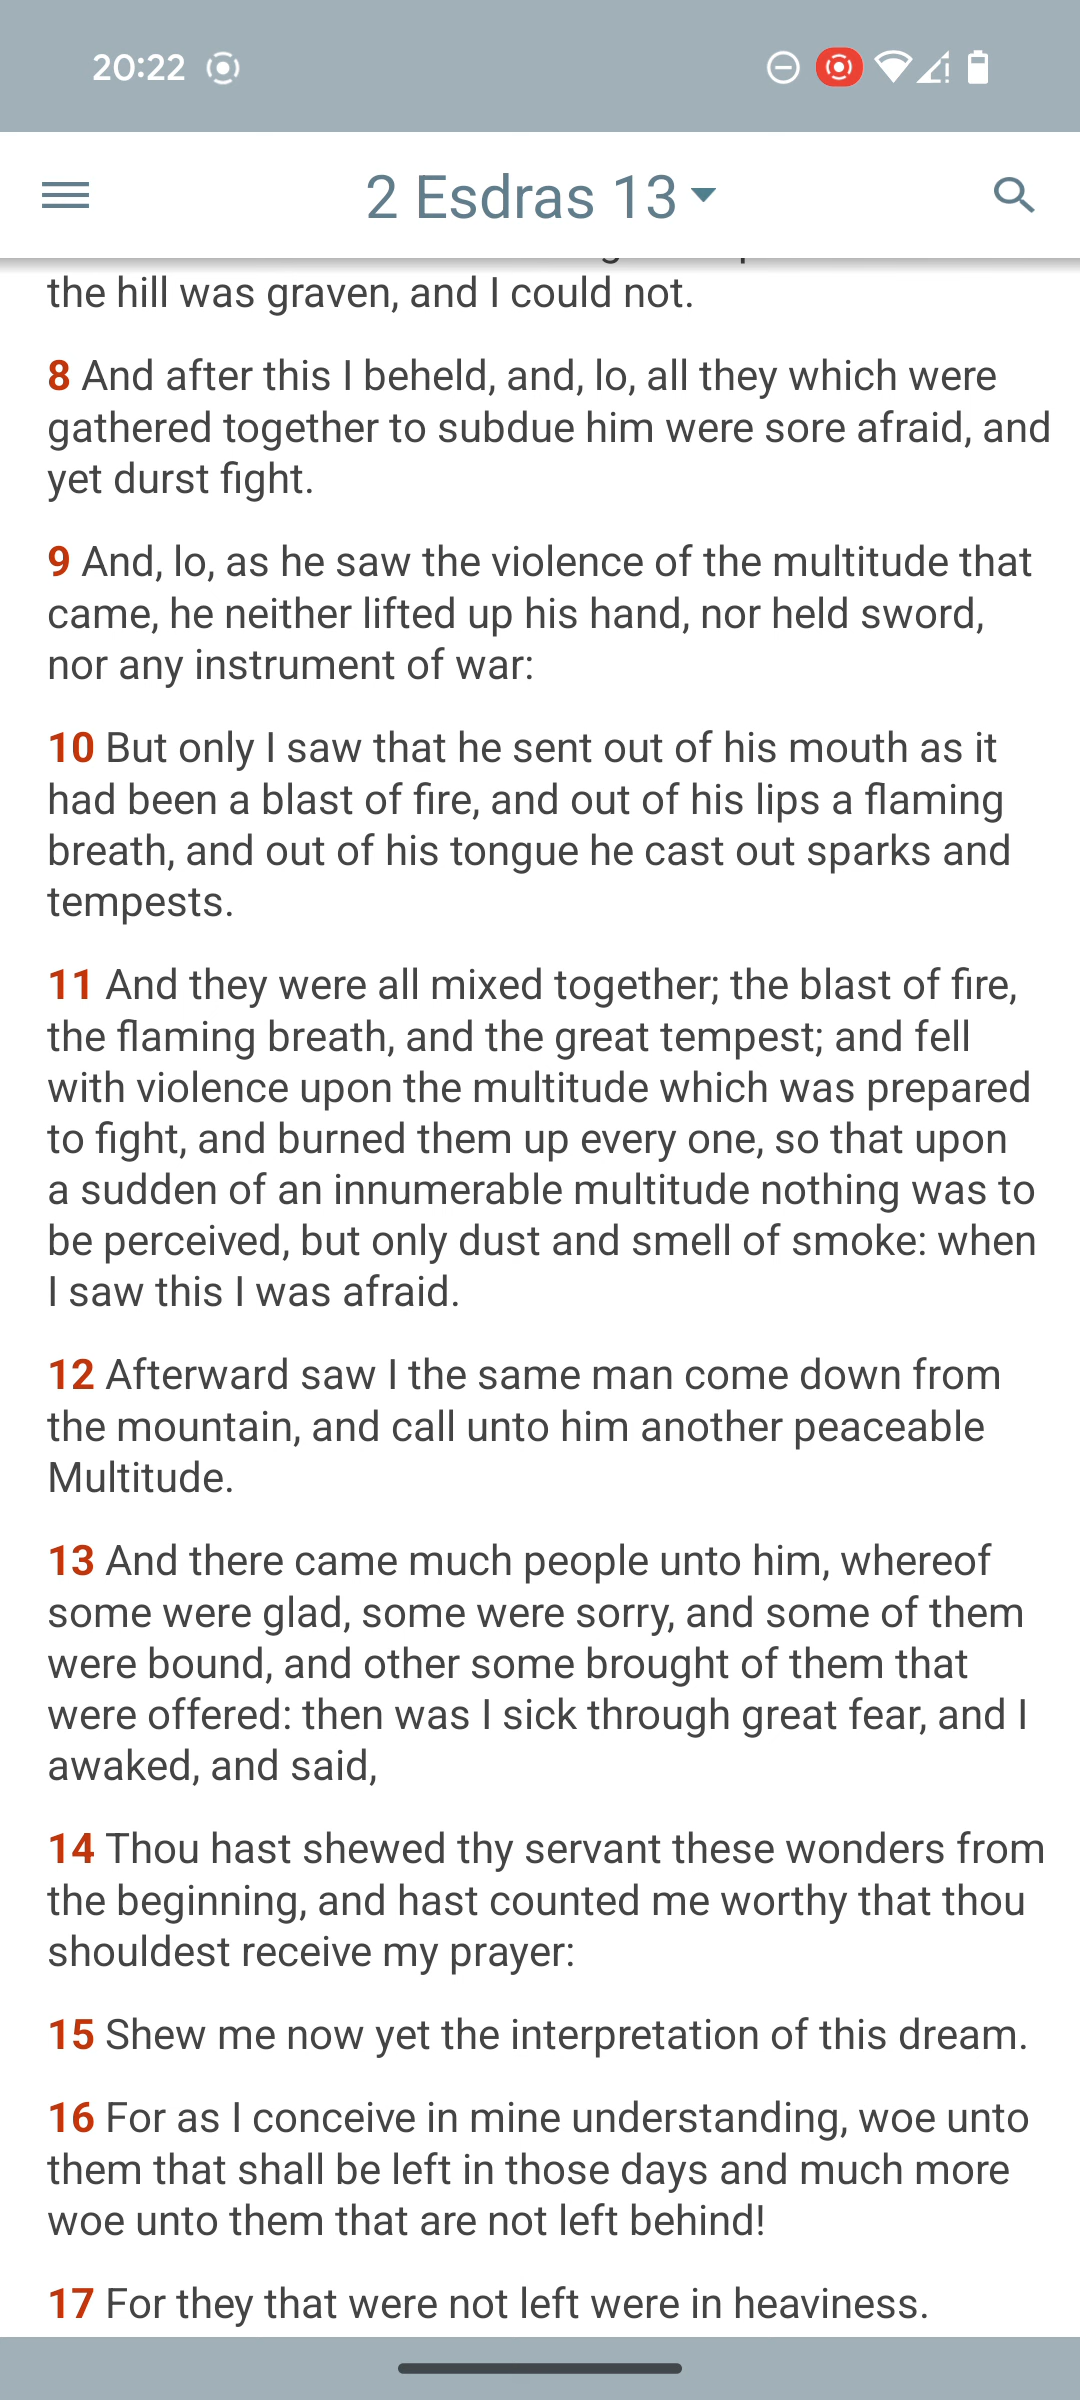 20:22
2 Esdras 13
the hill was graven, and I could not.
8 And after this I beheld, and, lo, all they which were
gathered together to subdue him were sore afraid, and
yet durst fight.
9 And, lo, as he saw the violence of the multitude that
came, he neither lifted up his hand, nor held sword,
nor any instrument of war:
10 But only I saw that he sent out of his mouth as it
had been a blast of fire, and out of his lips a flaming
breath, and out of his tongue he cast out sparks and
tempests.
11 And they were all mixed together; the blast of fire,
the flaming breath, and the great tempest; and fell
with violence upon the multitude which was prepared
to fight, and burned them up every one, so that upon
a sudden of an innumerable multitude nothing was to
be perceived, but only dust and smell of smoke: when
I saw this I was afraid.
12 Afterward saw I the same man come down from
the mountain, and call unto him another peaceable
Multitude.
13 And there came much people unto him, whereof
some were glad, some were sorry, and some of them
were bound, and other some brought of them that
were offered: then was I sick through great fear, and I
awaked, and said,
14 Thou hast shewed thy servant these wonders from
the beginning, and hast counted me worthy that thou
shouldest receive my prayer:
15 Shew me now yet the interpretation of this dream.
16 For as I conceive in mine understanding, woe unto
them that shall be left in those days and much more
woe unto them that are not left behind!
17 For they that were not left were in heaviness.